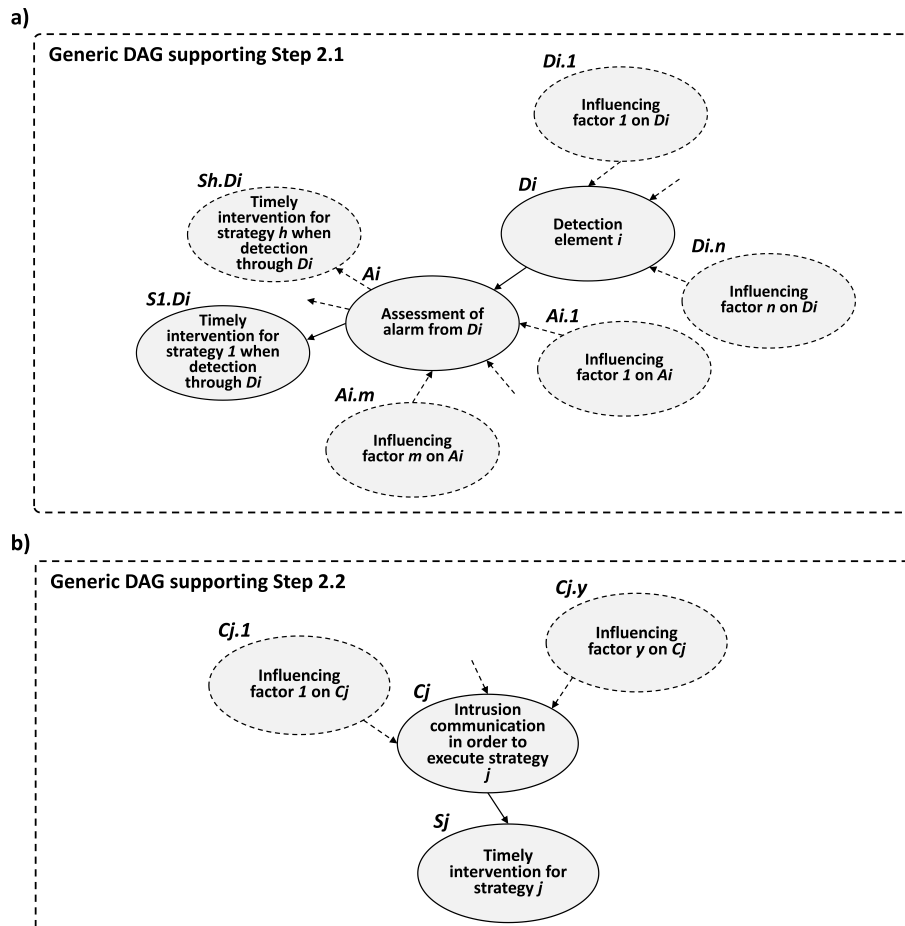 a)
Generic DAG supporting Step 2.1
Di.1
Influencing
factor 1 on Di
Sh.Di
Timely
intervention for
strategy h when
detection
through Di
Di
Detection
element i
Di.n
Influencing
factor n on Di
Ai
Assessment of
alarm from Di
S1.Di
Timely
intervention for
strategy 1 when
detection
through Di
Ai.1
Influencing
factor 1 on Ai
Ai.m
Influencing
factor m on Ai
b)
Generic DAG supporting Step 2.2
Cj.y
Influencing
factor y on Cj
Cj.1
Influencing
factor 1 on Cj
Cj
Intrusion
communication
in order to
execute strategy
j
Sj
Timely
intervention for
strategy j